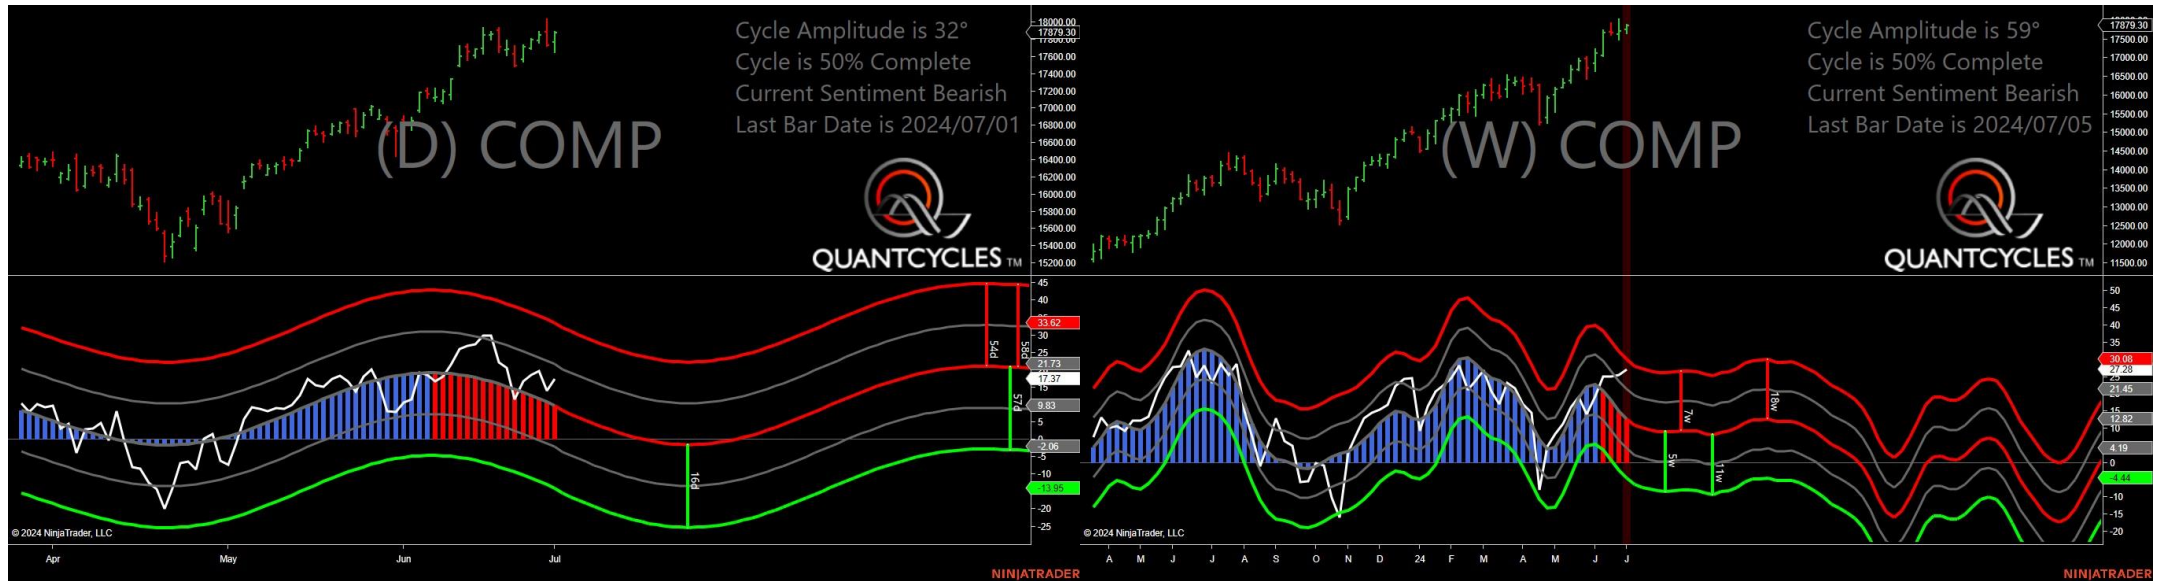 Cycle Amplitude is 32°
Cycle is 50% Complete
Current Sentiment Bearish
Last Bar Date is 2024/07/01
(D) COMP
QUANTCYCLES TM
18000.00
17879.30
17800.00
17600.00
17400.00
17200.00
17000.00
16800.00
16600.00
16400.00
16200.00
16000.00
15800.00
15600.00
15400.00
15200.00
45
40
33.62
30
25
21.73
17.37
15
9.83
5
-2.06
-5
-10
-13.95
-20
-25
54d
58d
57d
16d
© 2024 NinjaTrader, LLC
Apr May Jun Jul
NINJATRADER
Cycle Amplitude is 59°
Cycle is 50% Complete
Current Sentiment Bearish
Last Bar Date is 2024/07/05
(W) COMP
QUANTCYCLES TM
17879.30
17500.00
17000.00
16500.00
16000.00
15500.00
15000.00
14500.00
14000.00
13500.00
13000.00
12500.00
12000.00
11500.00
50
45
40
35
30.08
27.28
25
21.45
15
12.82
10
4.19
0
-4.44
-10
-15
-20
7w
18w
5w
11w
© 2024 NinjaTrader, LLC
A M J J A S O N D 24 F M A M J J
NINJATRADER